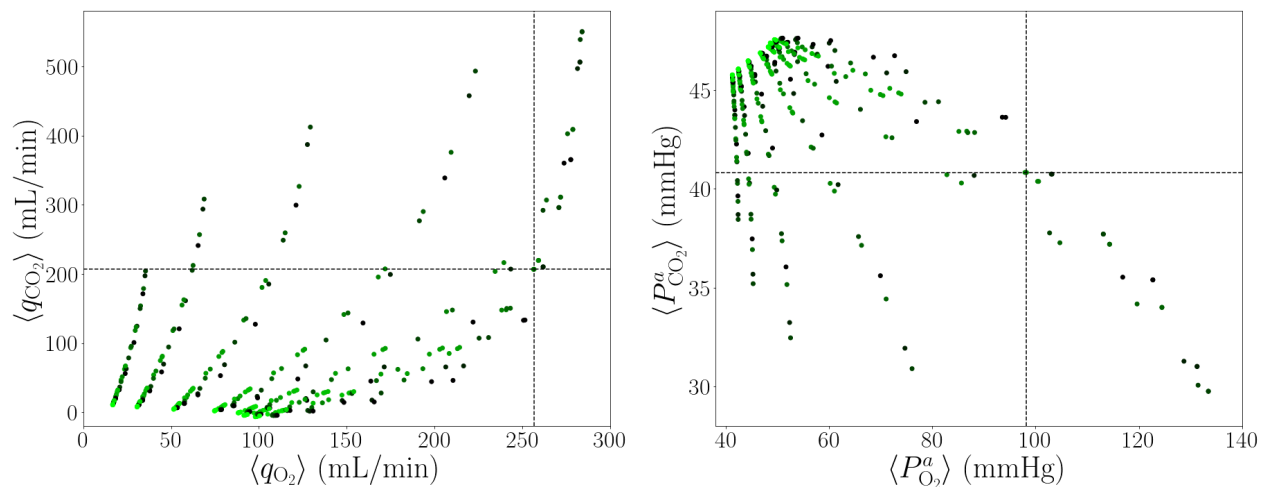 500
400
300
200
100
0
⟨q_CO₂⟩ (mL/min)
0 50 100 150 200 250 300
⟨q_O₂⟩ (mL/min)
45
40
35
30
⟨P^a_CO₂⟩ (mmHg)
40 60 80 100 120 140
⟨P^a_O₂⟩ (mmHg)